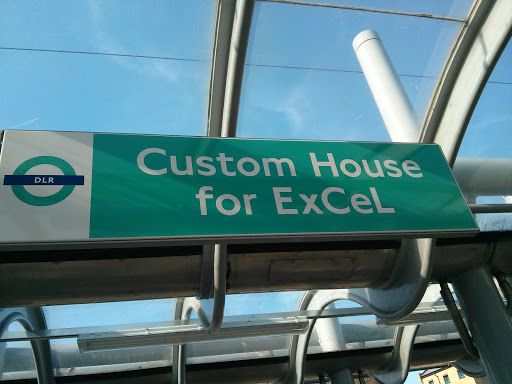 DLR
Custom House
for ExCeL